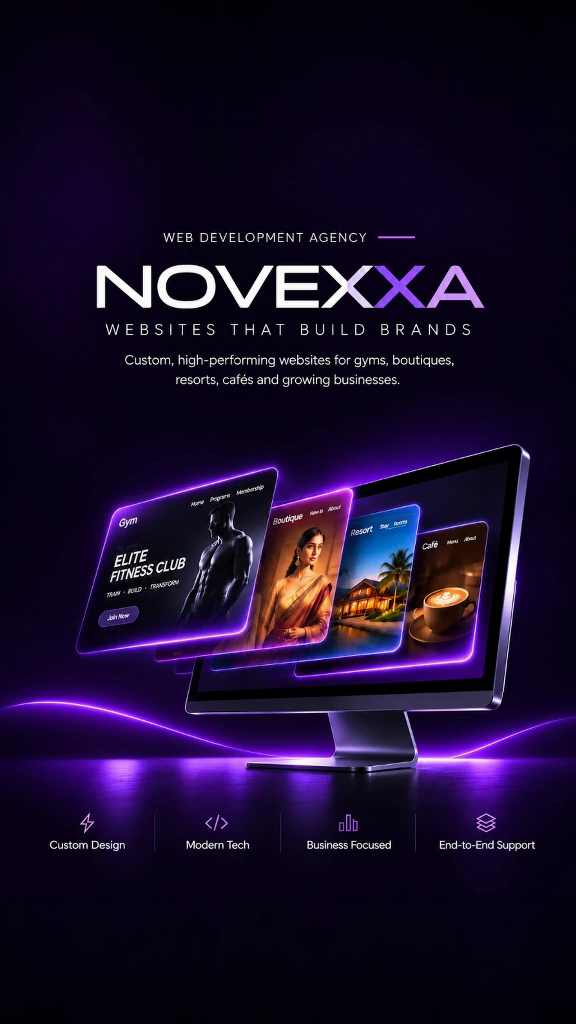 WEB DEVELOPMENT AGENCY
NOVEXXA
WEBSITES THAT BUILD BRANDS
Custom, high-performing websites for gyms, boutiques,
resorts, cafés and growing businesses.
Gym
Home Programs Membership
ELITE
FITNESS CLUB
TRAIN • BUILD • TRANSFORM
Join Now
Boutique
New In About
Resort
Stay Rooms
Café
Menu About
Custom Design
Modern Tech
Business Focused
End-to-End Support